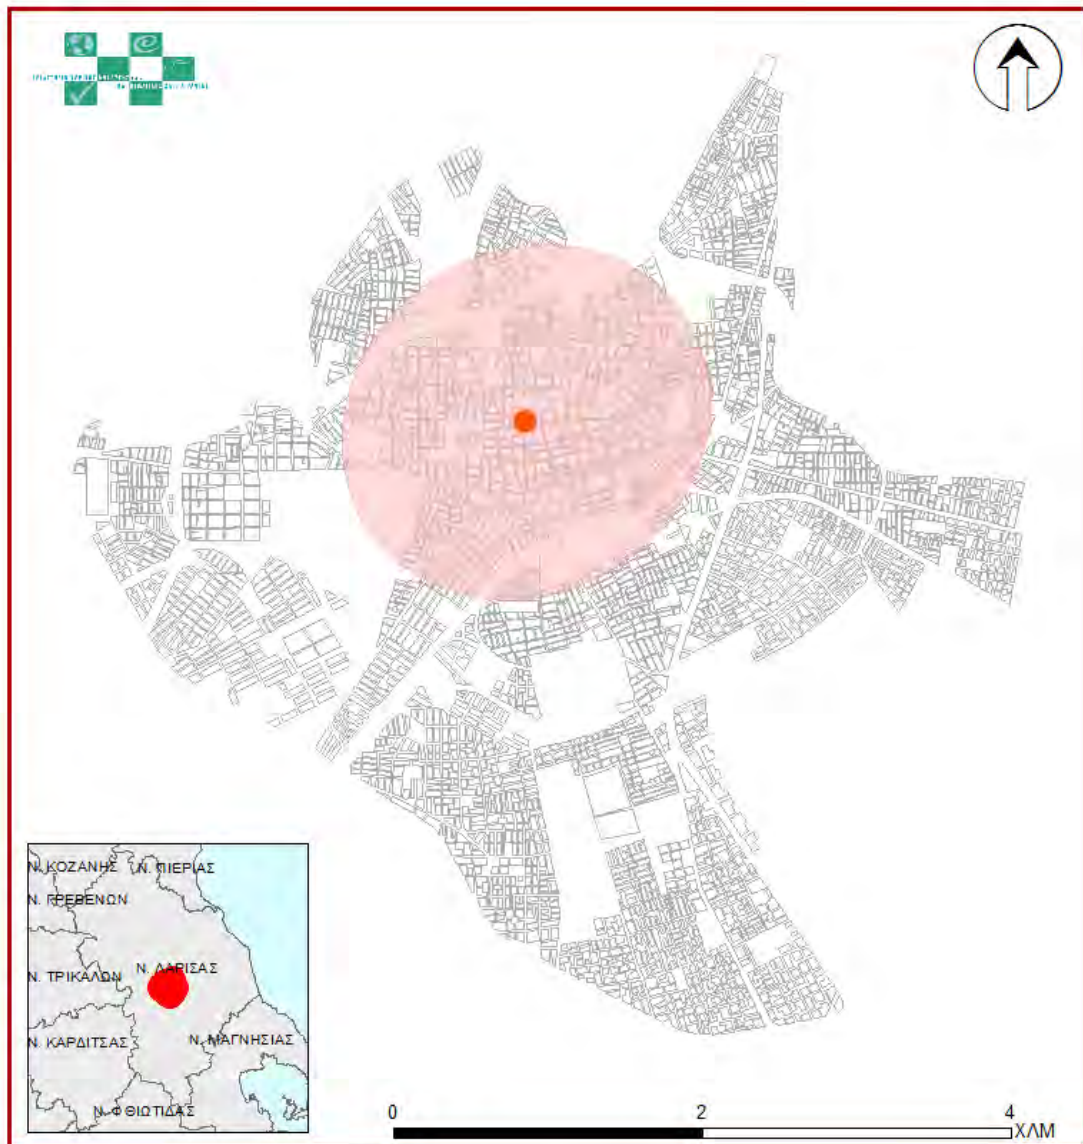 Ν. ΚΟΖΑΝΗΣ
Ν. ΠΙΕΡΙΑΣ
Ν. ΓΡΕΒΕΝΩΝ
Ν. ΤΡΙΚΑΛΩΝ
Ν. ΛΑΡΙΣΑΣ
Ν. ΚΑΡΔΙΤΣΑΣ
Ν. ΜΑΓΝΗΣΙΑΣ
Ν. ΦΘΙΩΤΙΔΑΣ
0 2 4
ΧΛΜ